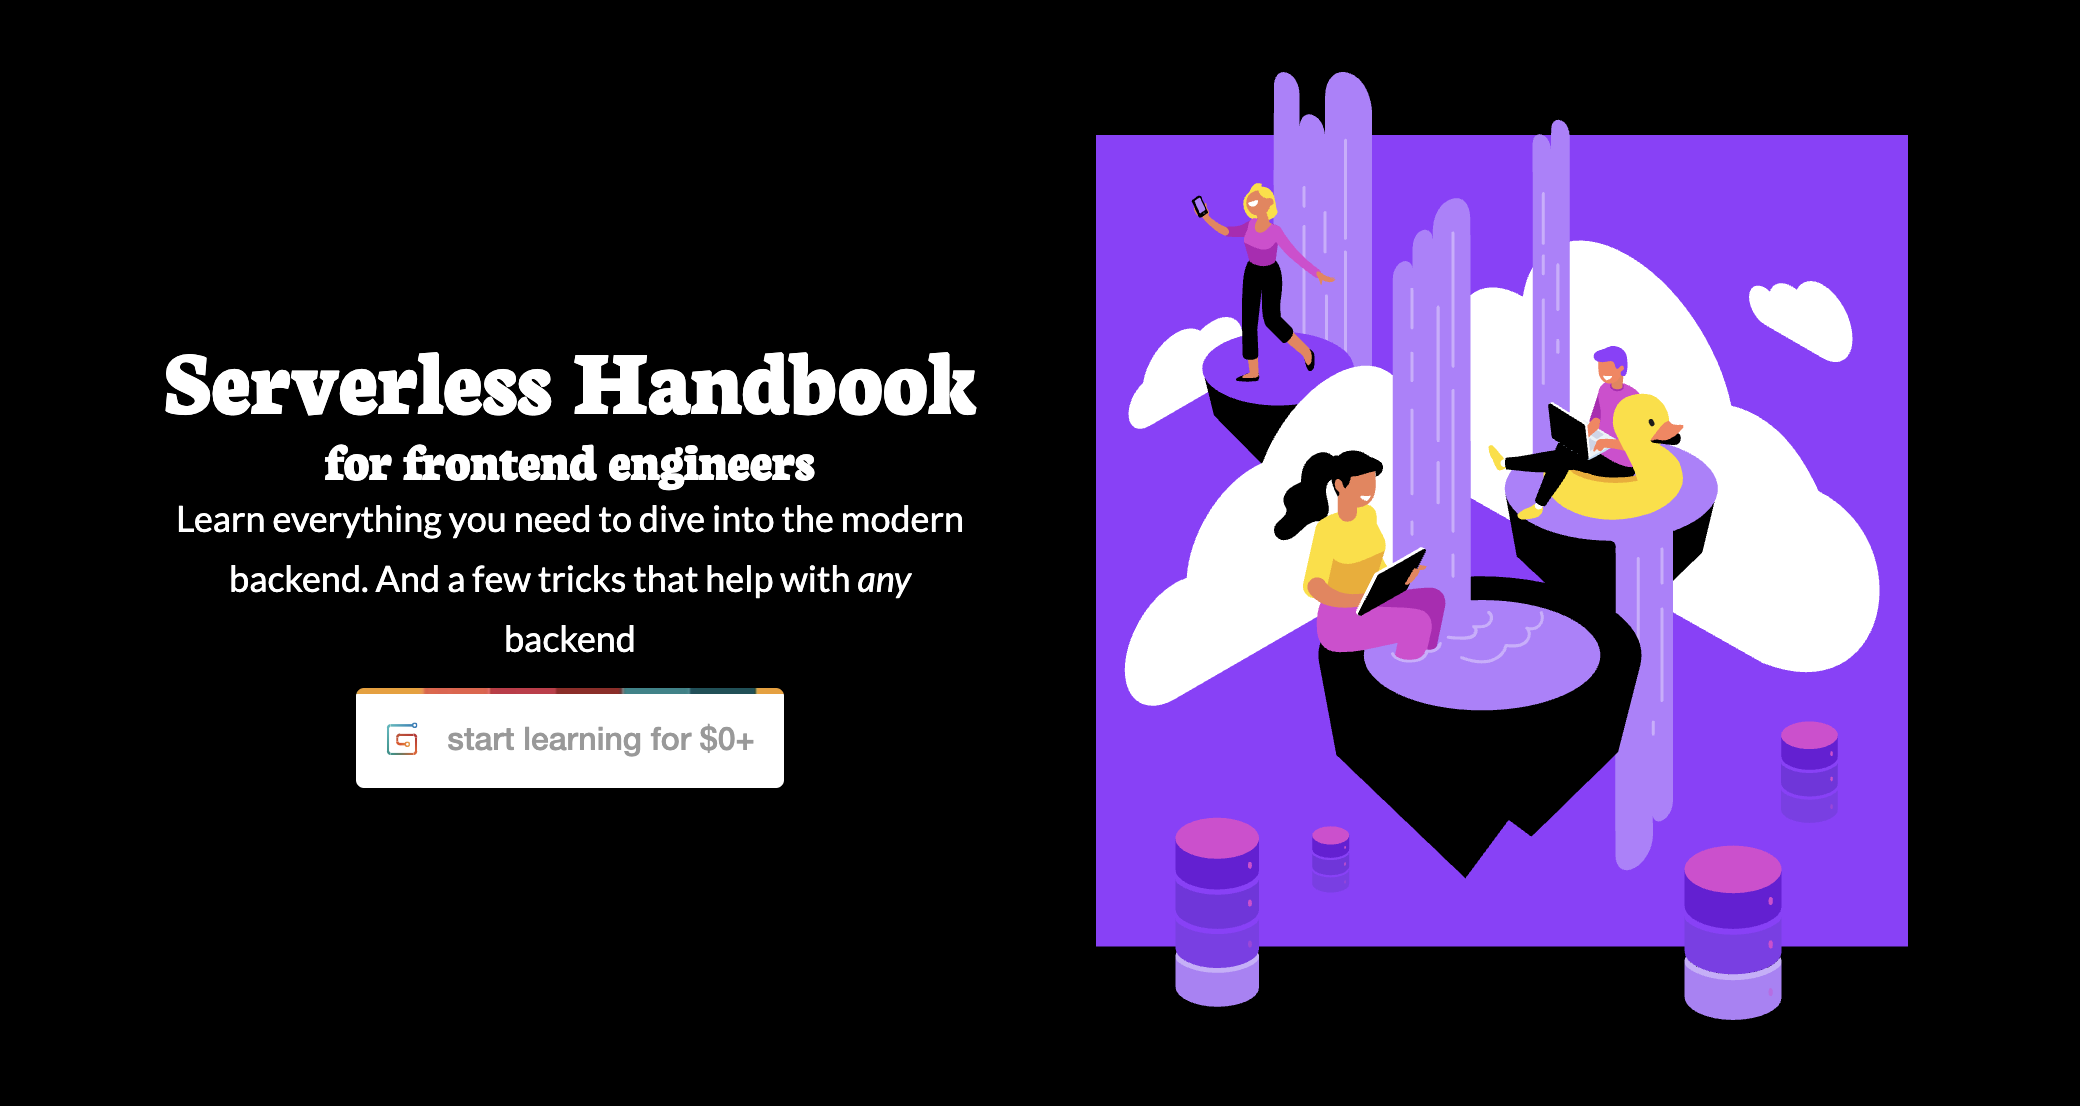 Serverless Handbook
for frontend engineers
Learn everything you need to dive into the modern
backend. And a few tricks that help with any
backend
start learning for $0+